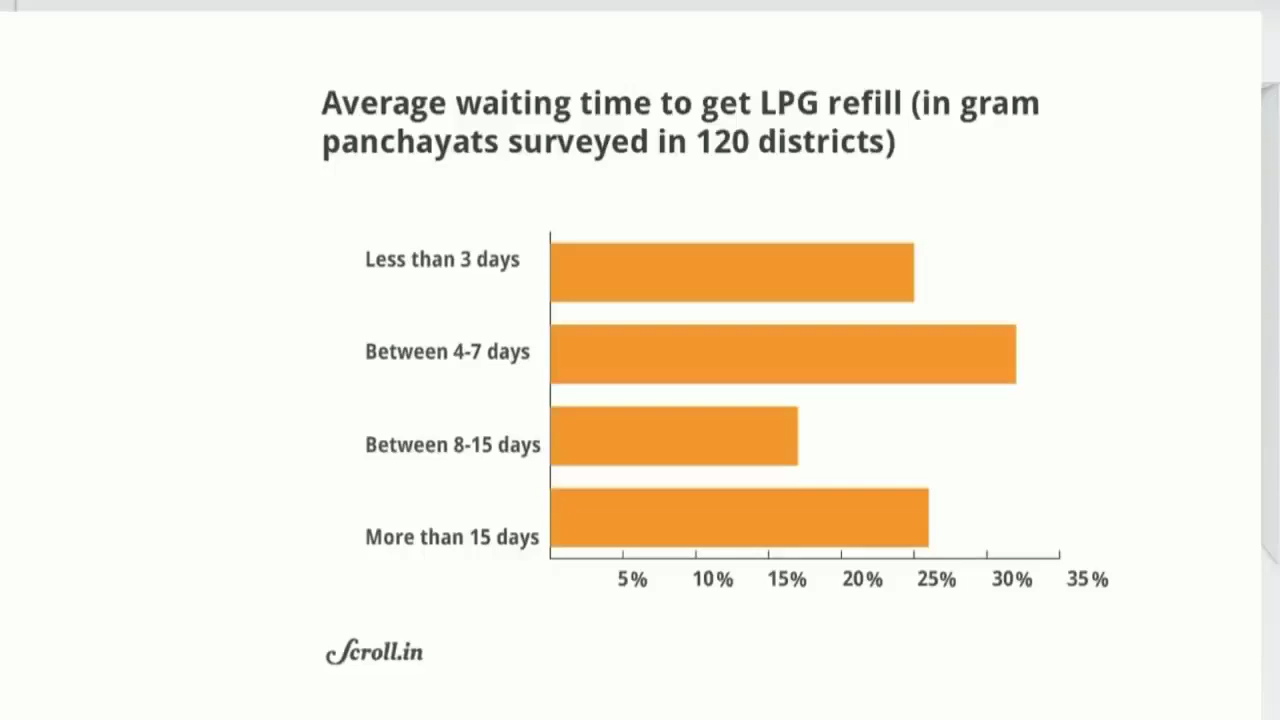 Average waiting time to get LPG refill (in gram
panchayats surveyed in 120 districts)
Less than 3 days
Between 4-7 days
Between 8-15 days
More than 15 days
5% 10% 15% 20% 25% 30% 35%
Scroll.in